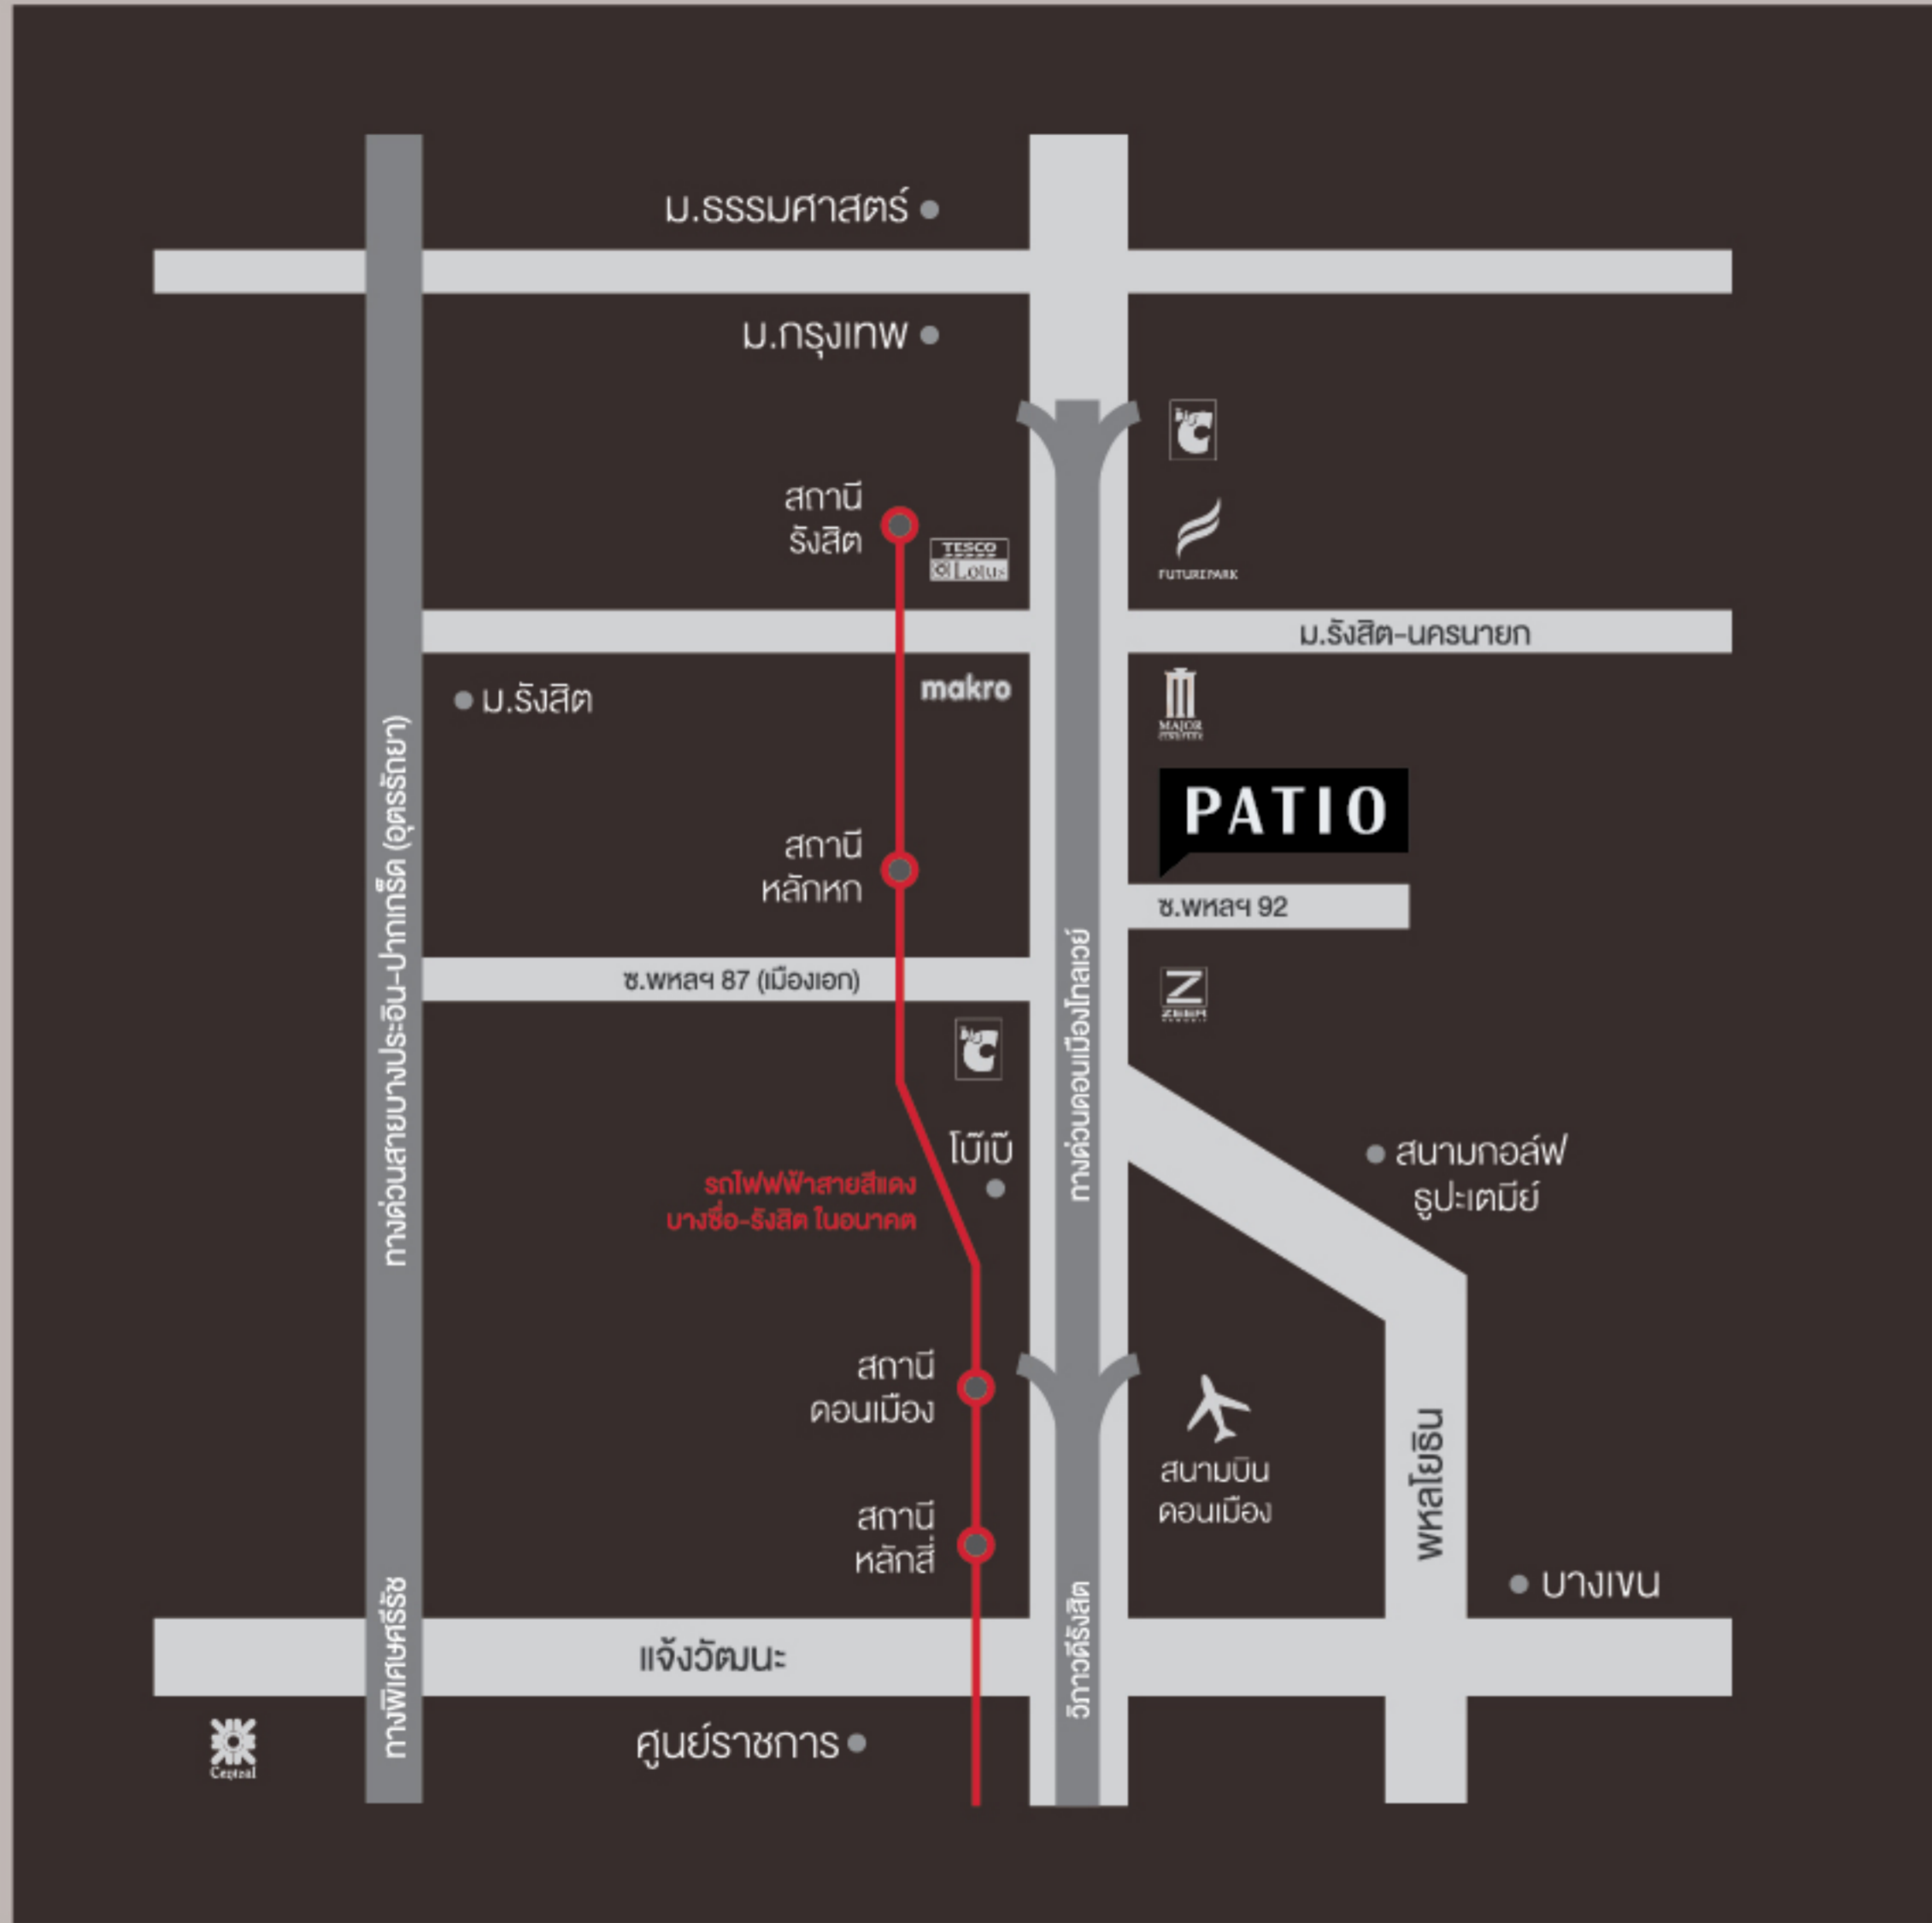 ม.ธรรมศาสตร์
ม.กรุงเทพ
Big C
สถานี
รังสิต
TESCO
Lotus
FUTUREPARK
ม.รังสิต-นครนายก
ม.รังสิต
makro
MAJOR
PATIO
สถานี
หลักหก
ซ.พหลฯ 92
ซ.พหลฯ 87 (เมืองเอก)
Z
ZEER
Big C
โบ๊เบ๊
รถไฟฟฟ้าสายสีแดง
บางซื่อ-รังสิต ในอนาคต
สนามกอล์ฟ
ธูปะเตมีย์
ทางด่วนสายบางปะอิน-ปากเกร็ด (อุดรรัถยา)
ทางด่วนดอนเมืองโทลเวย์
สถานี
ดอนเมือง
สนามบิน
ดอนเมือง
สถานี
หลักสี่
พหลโยธิน
บางเขน
ทางพิเศษศรีรัช
แจ้งวัฒนะ
วิภาวดีรังสิต
ศูนย์ราชการ
Central